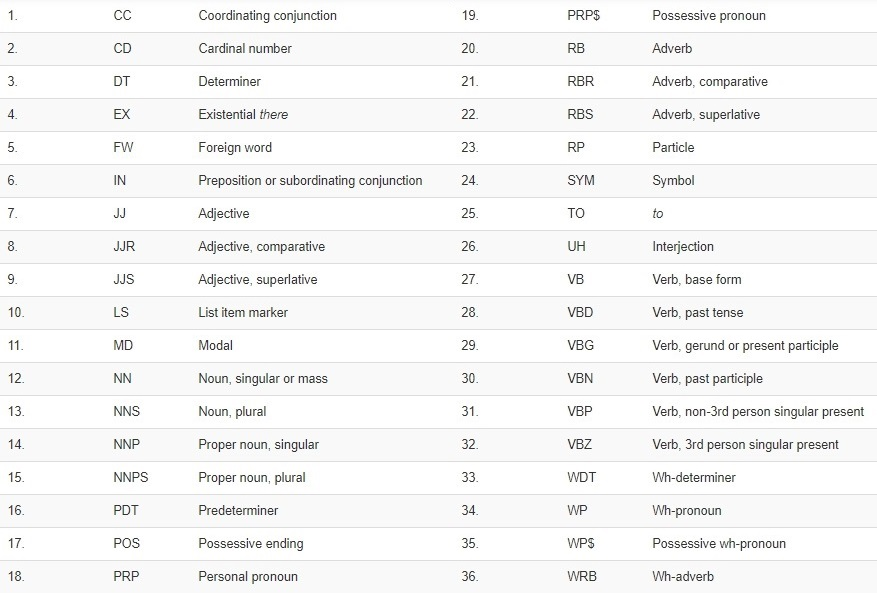 1. CC Coordinating conjunction 19. PRP$ Possessive pronoun
2. CD Cardinal number 20. RB Adverb
3. DT Determiner 21. RBR Adverb, comparative
4. EX Existential there 22. RBS Adverb, superlative
5. FW Foreign word 23. RP Particle
6. IN Preposition or subordinating conjunction 24. SYM Symbol
7. JJ Adjective 25. TO to
8. JJR Adjective, comparative 26. UH Interjection
9. JJS Adjective, superlative 27. VB Verb, base form
10. LS List item marker 28. VBD Verb, past tense
11. MD Modal 29. VBG Verb, gerund or present participle
12. NN Noun, singular or mass 30. VBN Verb, past participle
13. NNS Noun, plural 31. VBP Verb, non-3rd person singular present
14. NNP Proper noun, singular 32. VBZ Verb, 3rd person singular present
15. NNPS Proper noun, plural 33. WDT Wh-determiner
16. PDT Predeterminer 34. WP Wh-pronoun
17. POS Possessive ending 35. WP$ Possessive wh-pronoun
18. PRP Personal pronoun 36. WRB Wh-adverb